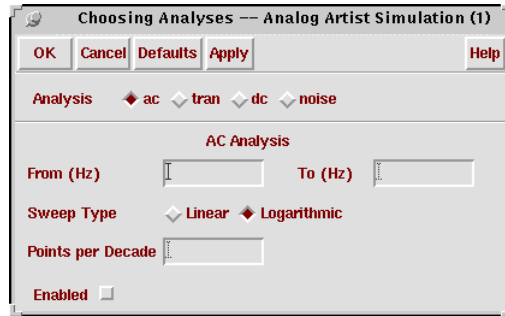 Choosing Analyses -- Analog Artist Simulation (1)
OK Cancel Defaults Apply Help
Analysis ac tran dc noise
AC Analysis
From (Hz) To (Hz)
Sweep Type Linear Logarithmic
Points per Decade
Enabled